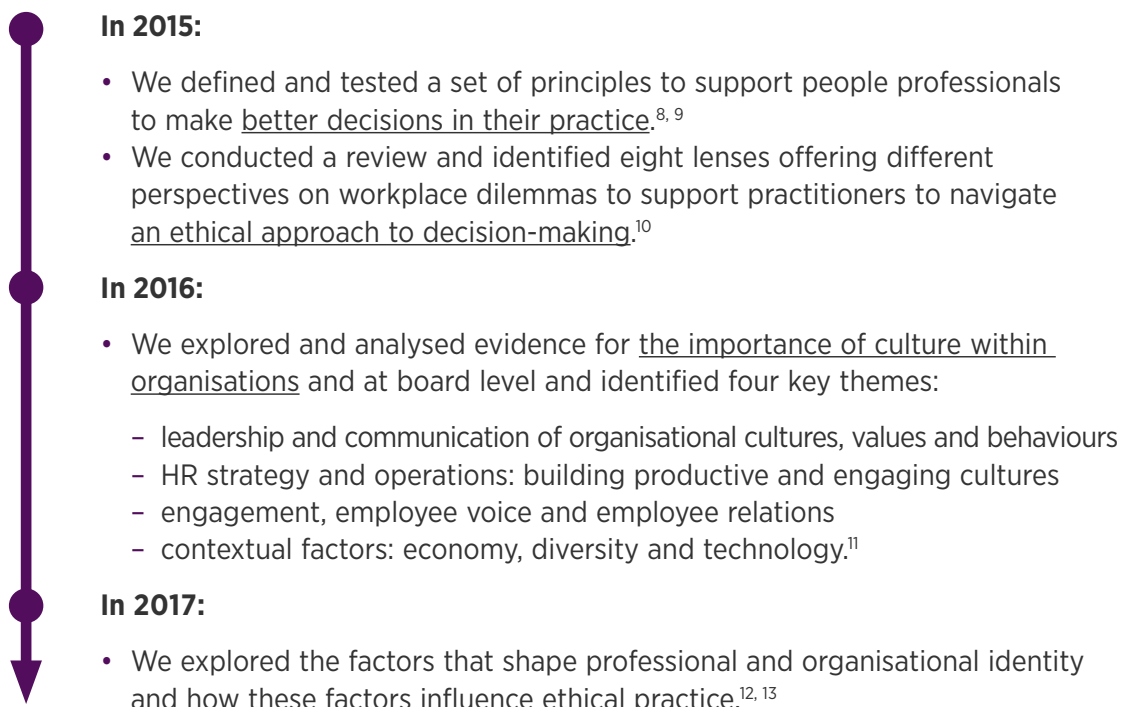 In 2015:
• We defined and tested a set of principles to support people professionals
to make better decisions in their practice.8, 9
• We conducted a review and identified eight lenses offering different
perspectives on workplace dilemmas to support practitioners to navigate
an ethical approach to decision-making.10
In 2016:
• We explored and analysed evidence for the importance of culture within
organisations and at board level and identified four key themes:
– leadership and communication of organisational cultures, values and behaviours
– HR strategy and operations: building productive and engaging cultures
– engagement, employee voice and employee relations
– contextual factors: economy, diversity and technology.11
In 2017:
• We explored the factors that shape professional and organisational identity
and how these factors influence ethical practice.12, 13